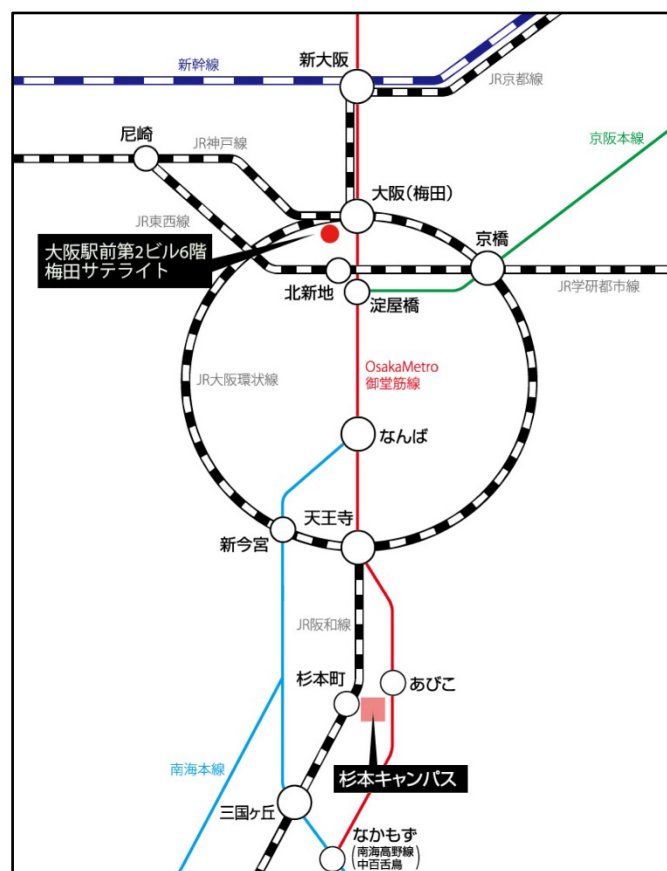 新大阪
新幹線
JR京都線
尼崎
JR神戸線
京阪本線
大阪（梅田）
JR東西線
京橋
大阪駅前第2ビル6階
梅田サテライト
北新地
淀屋橋
JR学研都市線
OsakaMetro
御堂筋線
JR大阪環状線
なんば
天王寺
新今宮
JR阪和線
杉本町
あびこ
南海本線
杉本キャンパス
三国ヶ丘
なかもず
（南海高野線
中百舌鳥）